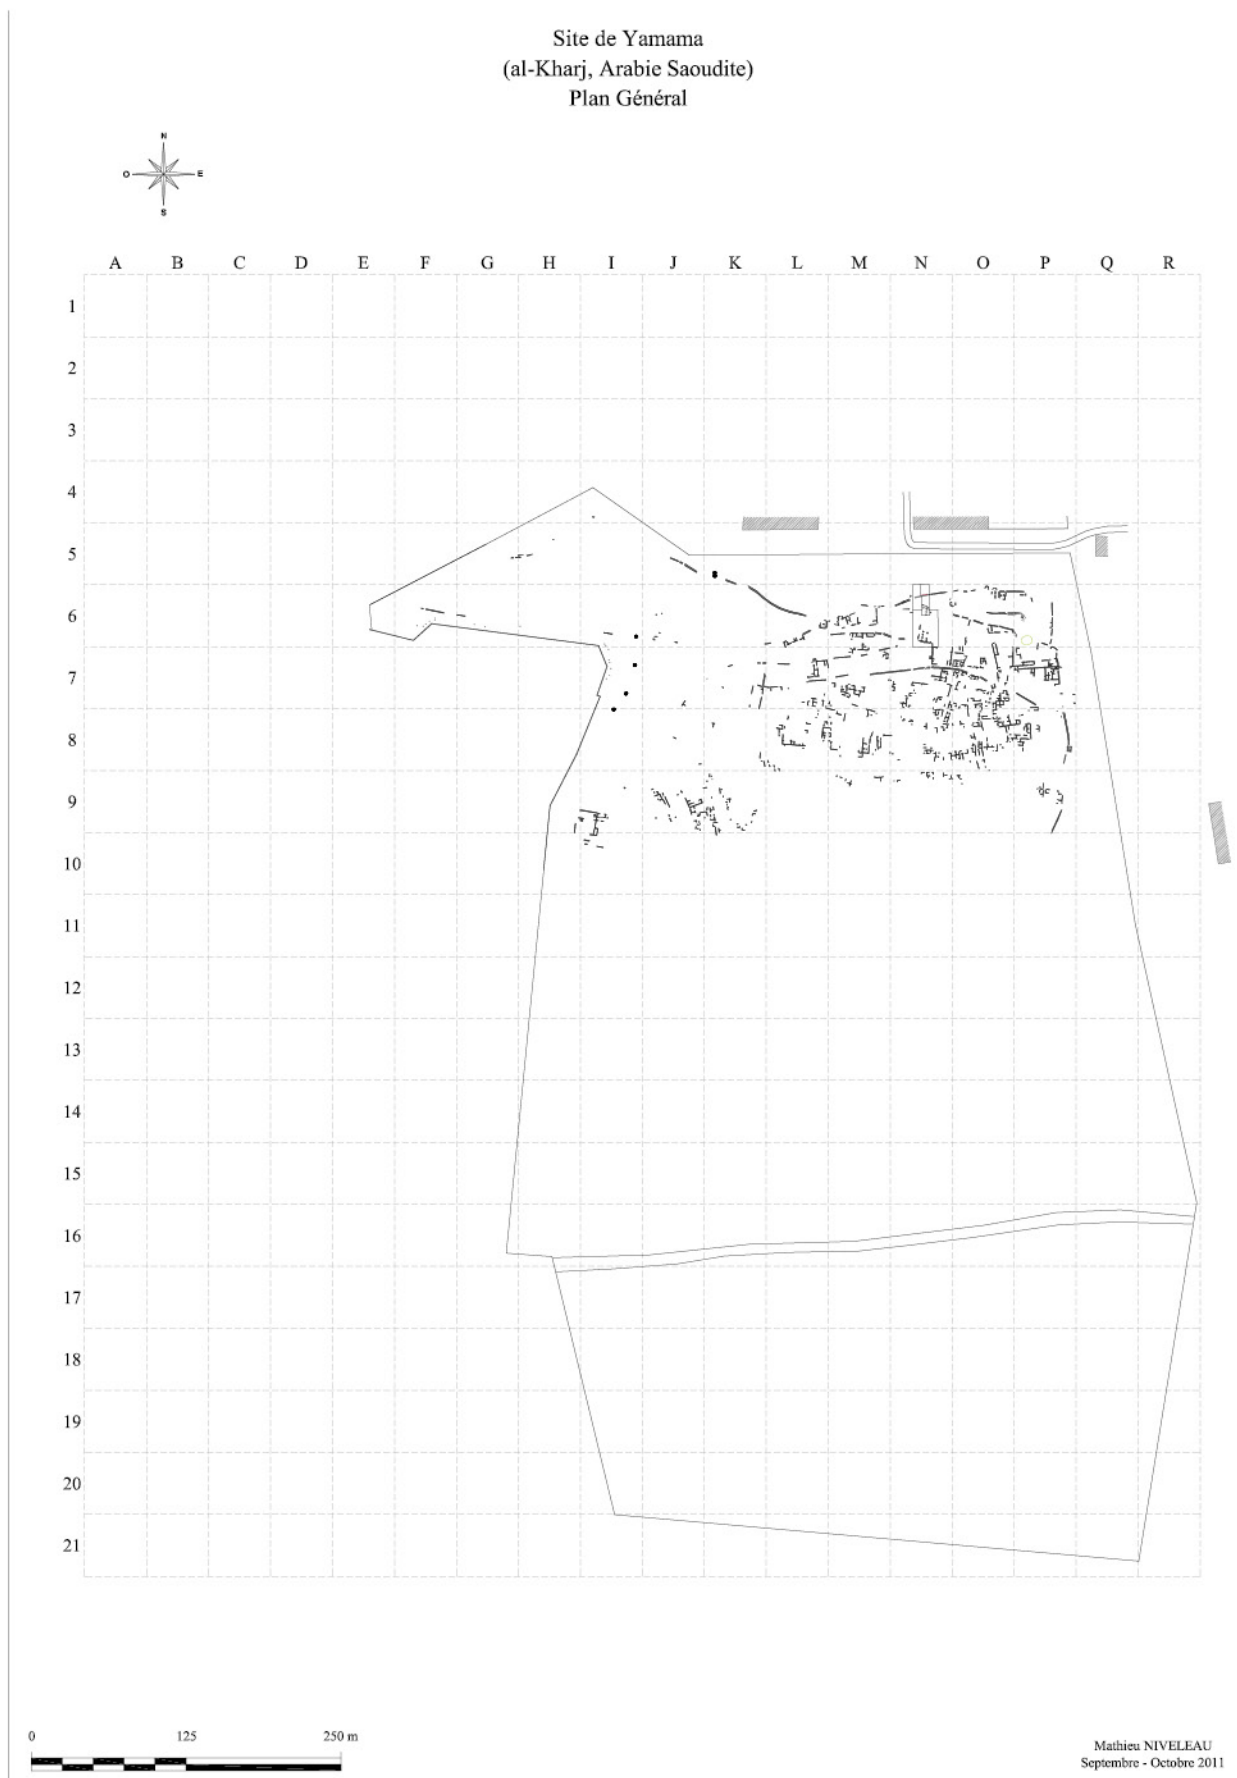 Site de Yamama
(al-Kharj, Arabie Saoudite)
Plan Général
N
O E
S
A B C D E F G H I J K L M N O P Q R
1
2
3
4
5
6
7
8
9
10
11
12
13
14
15
16
17
18
19
20
21
0 125 250 m
Mathieu NIVELEAU
Septembre - Octobre 2011